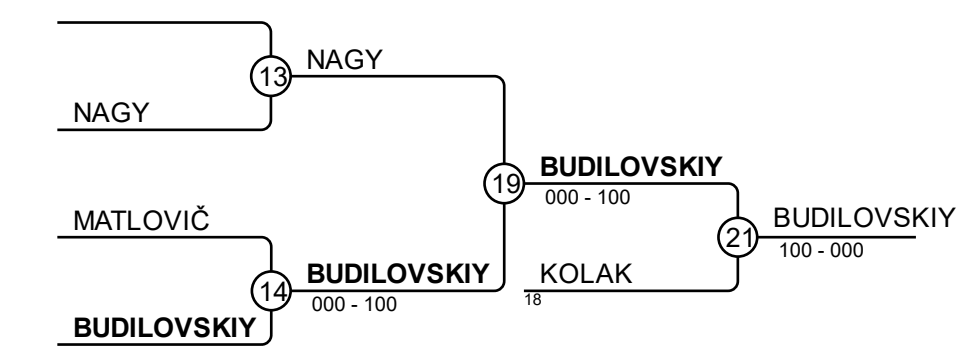 13
NAGY
NAGY
19
BUDILOVSKIY
000 - 100
MATLOVIČ
21
BUDILOVSKIY
100 - 000
14
BUDILOVSKIY
000 - 100
KOLAK
18
BUDILOVSKIY